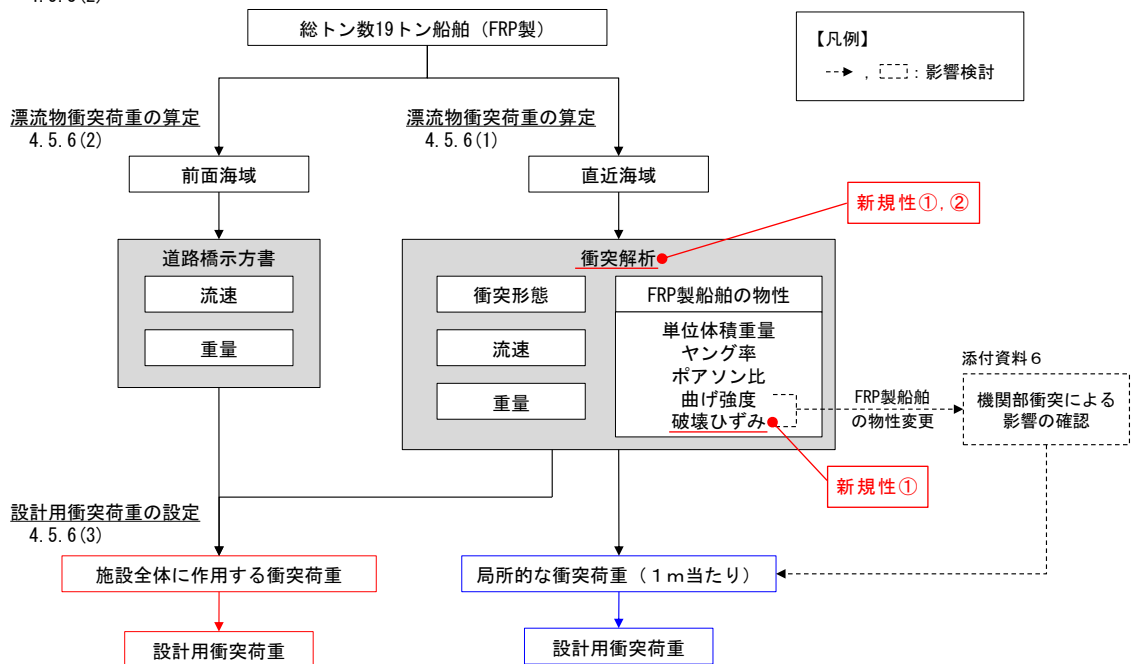 総トン数19トン船舶（FRP製）
【凡例】
，　：影響検討
漂流物衝突荷重の算定
4.5.6(2)
漂流物衝突荷重の算定
4.5.6(1)
前面海域
直近海域
新規性①，②
道路橋示方書
流速
重量
衝突解析
衝突形態
流速
重量
FRP製船舶の物性
単位体積重量
ヤング率
ポアソン比
曲げ強度
破壊ひずみ
FRP製船舶
の物性変更
添付資料６
機関部衝突による
影響の確認
新規性①
設計用衝突荷重の設定
4.5.6(3)
施設全体に作用する衝突荷重
局所的な衝突荷重（１ｍ当たり）
設計用衝突荷重
設計用衝突荷重